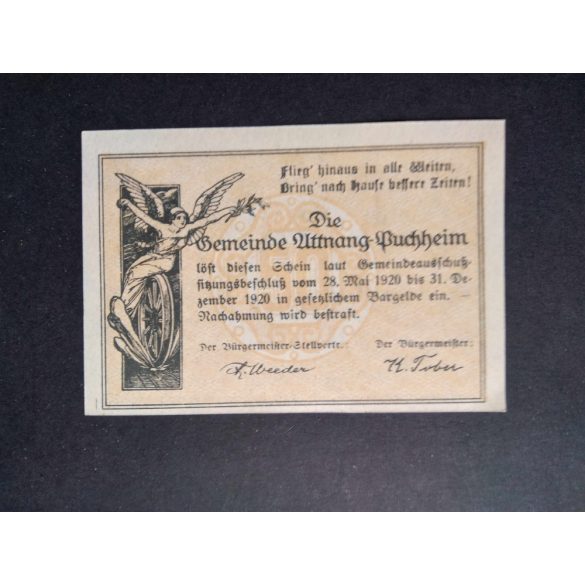 Flieg' hinaus in alle Weiten,
Bring' nach Hause bessere Zeiten!
Die
Gemeinde Attnang-Puchheim
löst diesen Schein laut Gemeindeausschuß-
sitzungsbeschluß vom 28. Mai 1920 bis 31. De-
zember 1920 in gesetzlichem Bargelde ein. —
Nachahmung wird bestraft.
Der Bürgermeister-Stellvertr.: Der Bürgermeister:
Weeder Tober